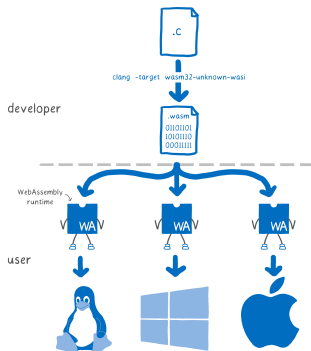 .C
clang -target wasm32-unknown-wasi
developer
.wasm
01101101
10101110
00011111
WebAssembly
runtime
WA
WA
WA
user